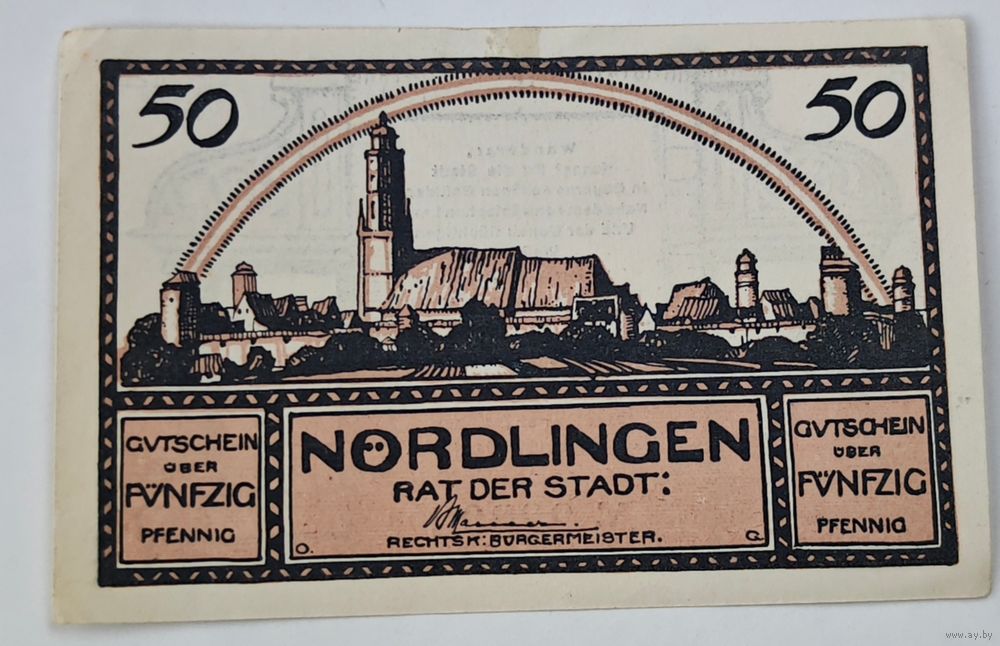 50
50
GVTSCHEIN
ÜBER
FÜNFZIG
PFENNIG
NÖRDLINGEN
RAT DER STADT:
RECHTSK: BÜRGERMEISTER.
O. G.
GVTSCHEIN
ÜBER
FÜNFZIG
PFENNIG
www.ay.by